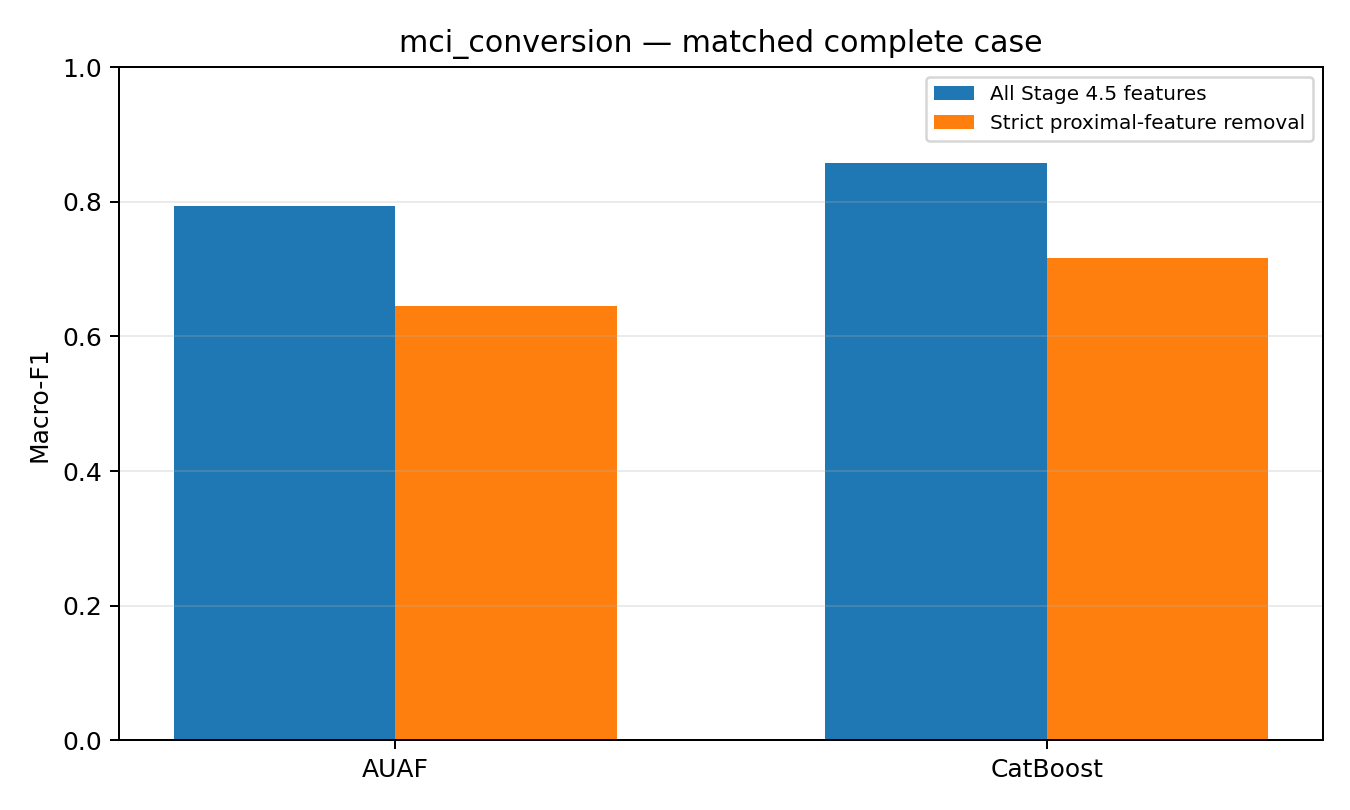 mci_conversion — matched complete case
All Stage 4.5 features
Strict proximal-feature removal
Macro-F1
1.0
0.8
0.6
0.4
0.2
0.0
AUAF
CatBoost